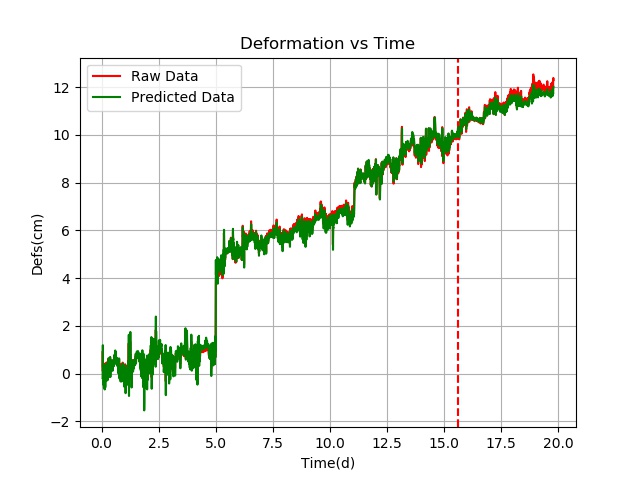 Deformation vs Time
Raw Data
Predicted Data
12
10
8
6
4
2
0
−2
Defs(cm)
0.0 2.5 5.0 7.5 10.0 12.5 15.0 17.5 20.0
Time(d)